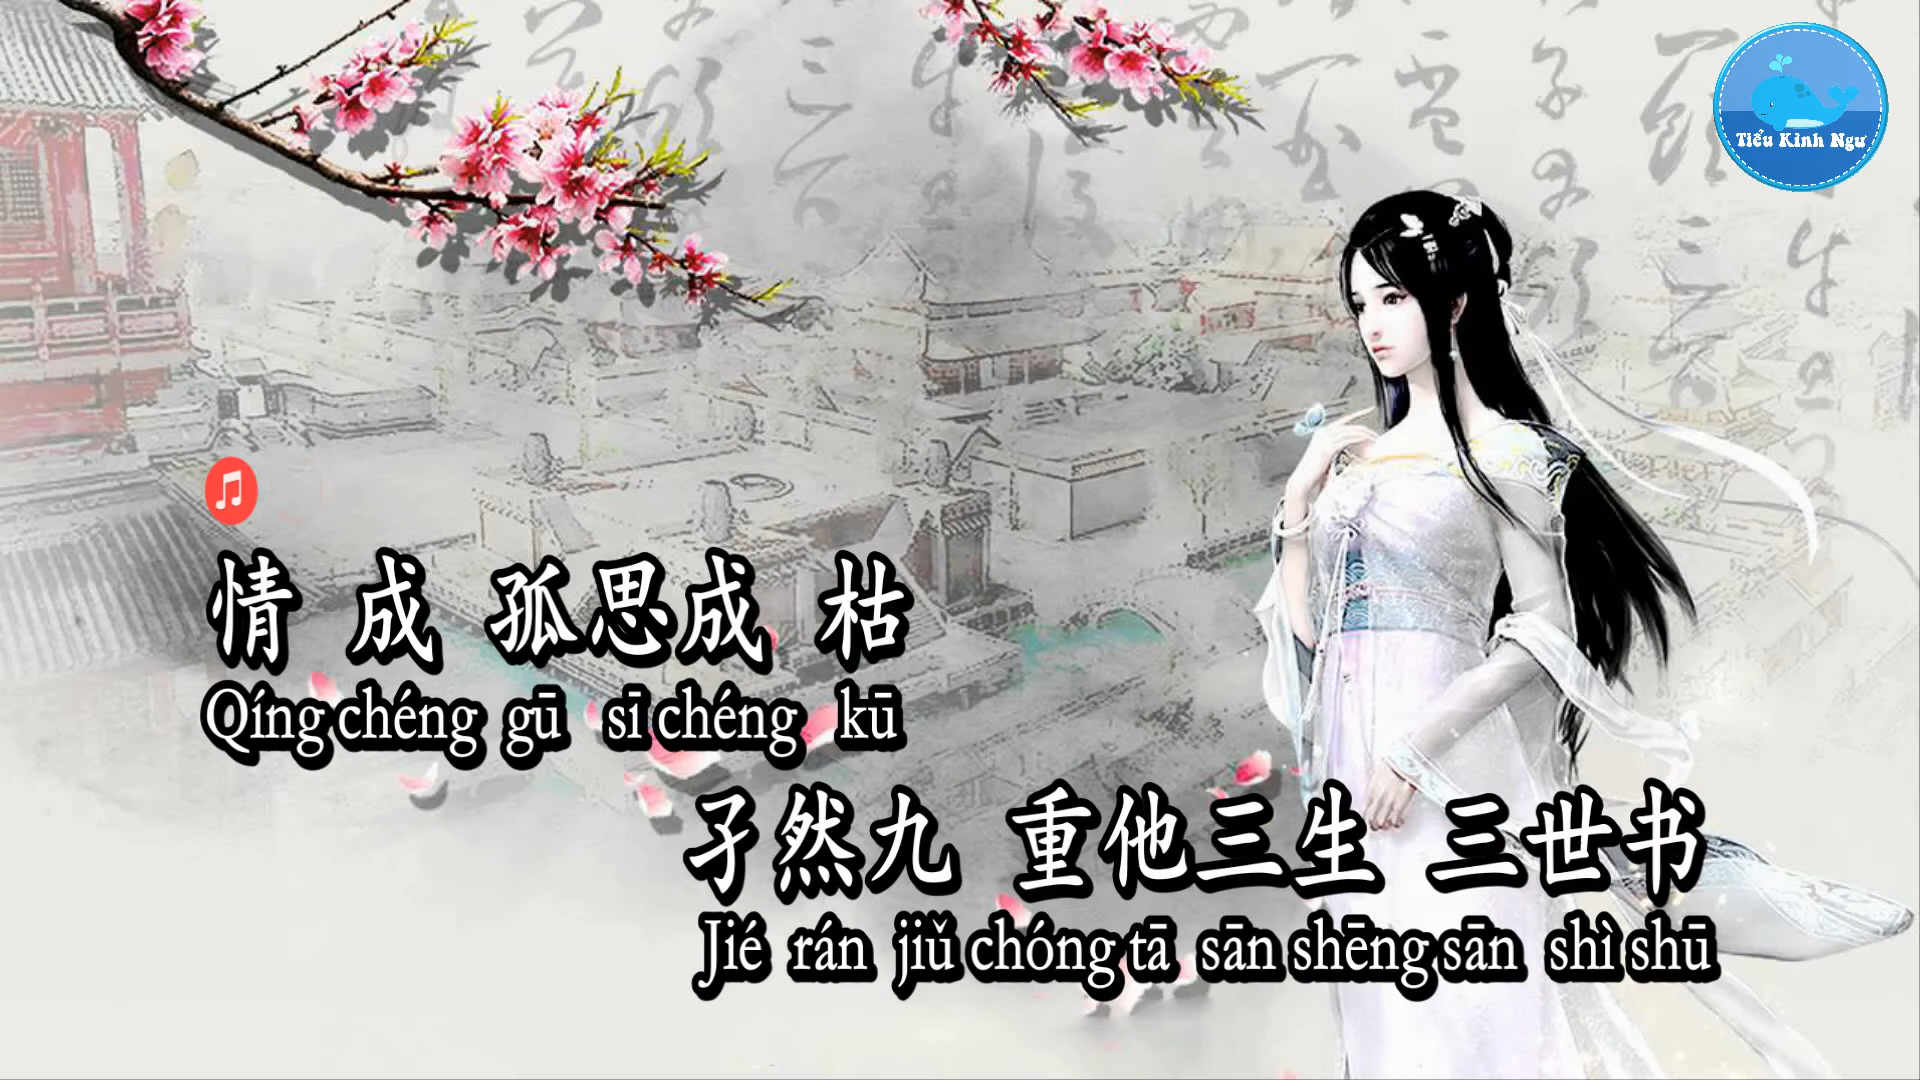 Tiểu Kình Ngư
情 成 孤思成 枯
Qíng chéng gū sī chéng kū
孑然九 重他三生 三世书
Jié rán jiǔ chóng tā sān shēng sān shì shū